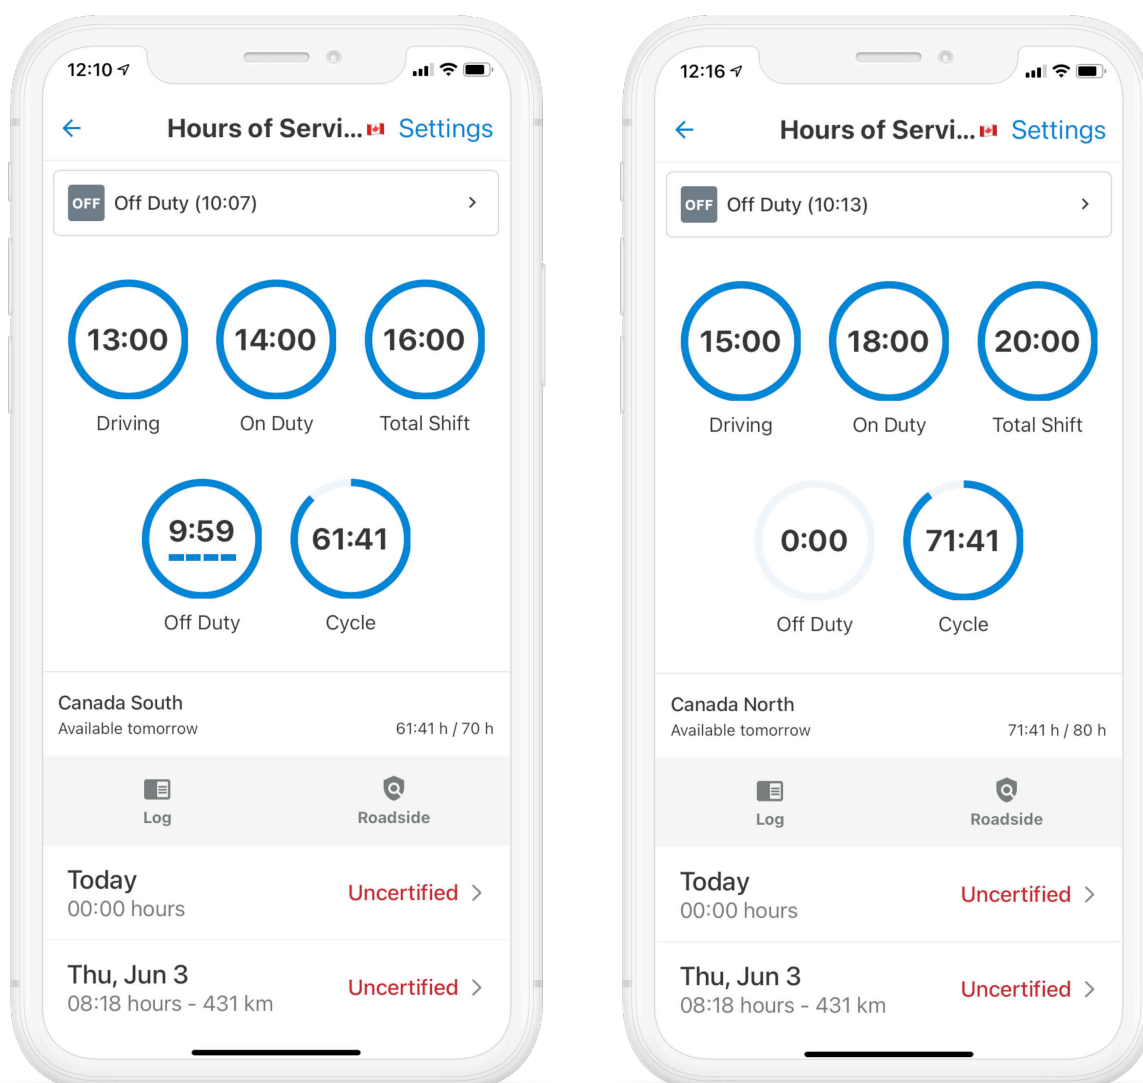 12:10
Hours of Servi... Settings
OFF Off Duty (10:07)
13:00 14:00 16:00
Driving On Duty Total Shift
9:59 61:41
Off Duty Cycle
Canada South
Available tomorrow 61:41 h / 70 h
Log Roadside
Today
00:00 hours
Uncertified
Thu, Jun 3
08:18 hours - 431 km
Uncertified
12:16
Hours of Servi... Settings
OFF Off Duty (10:13)
15:00 18:00 20:00
Driving On Duty Total Shift
0:00 71:41
Off Duty Cycle
Canada North
Available tomorrow 71:41 h / 80 h
Log Roadside
Today
00:00 hours
Uncertified
Thu, Jun 3
08:18 hours - 431 km
Uncertified